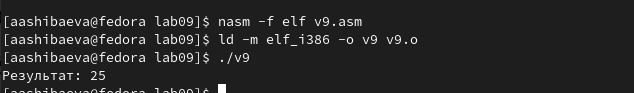 [aashibaeva@fedora lab09]$ nasm -f elf v9.asm
[aashibaeva@fedora lab09]$ ld -m elf_i386 -o v9 v9.o
[aashibaeva@fedora lab09]$ ./v9
Результат: 25
[aashibaeva@fedora lab09]$